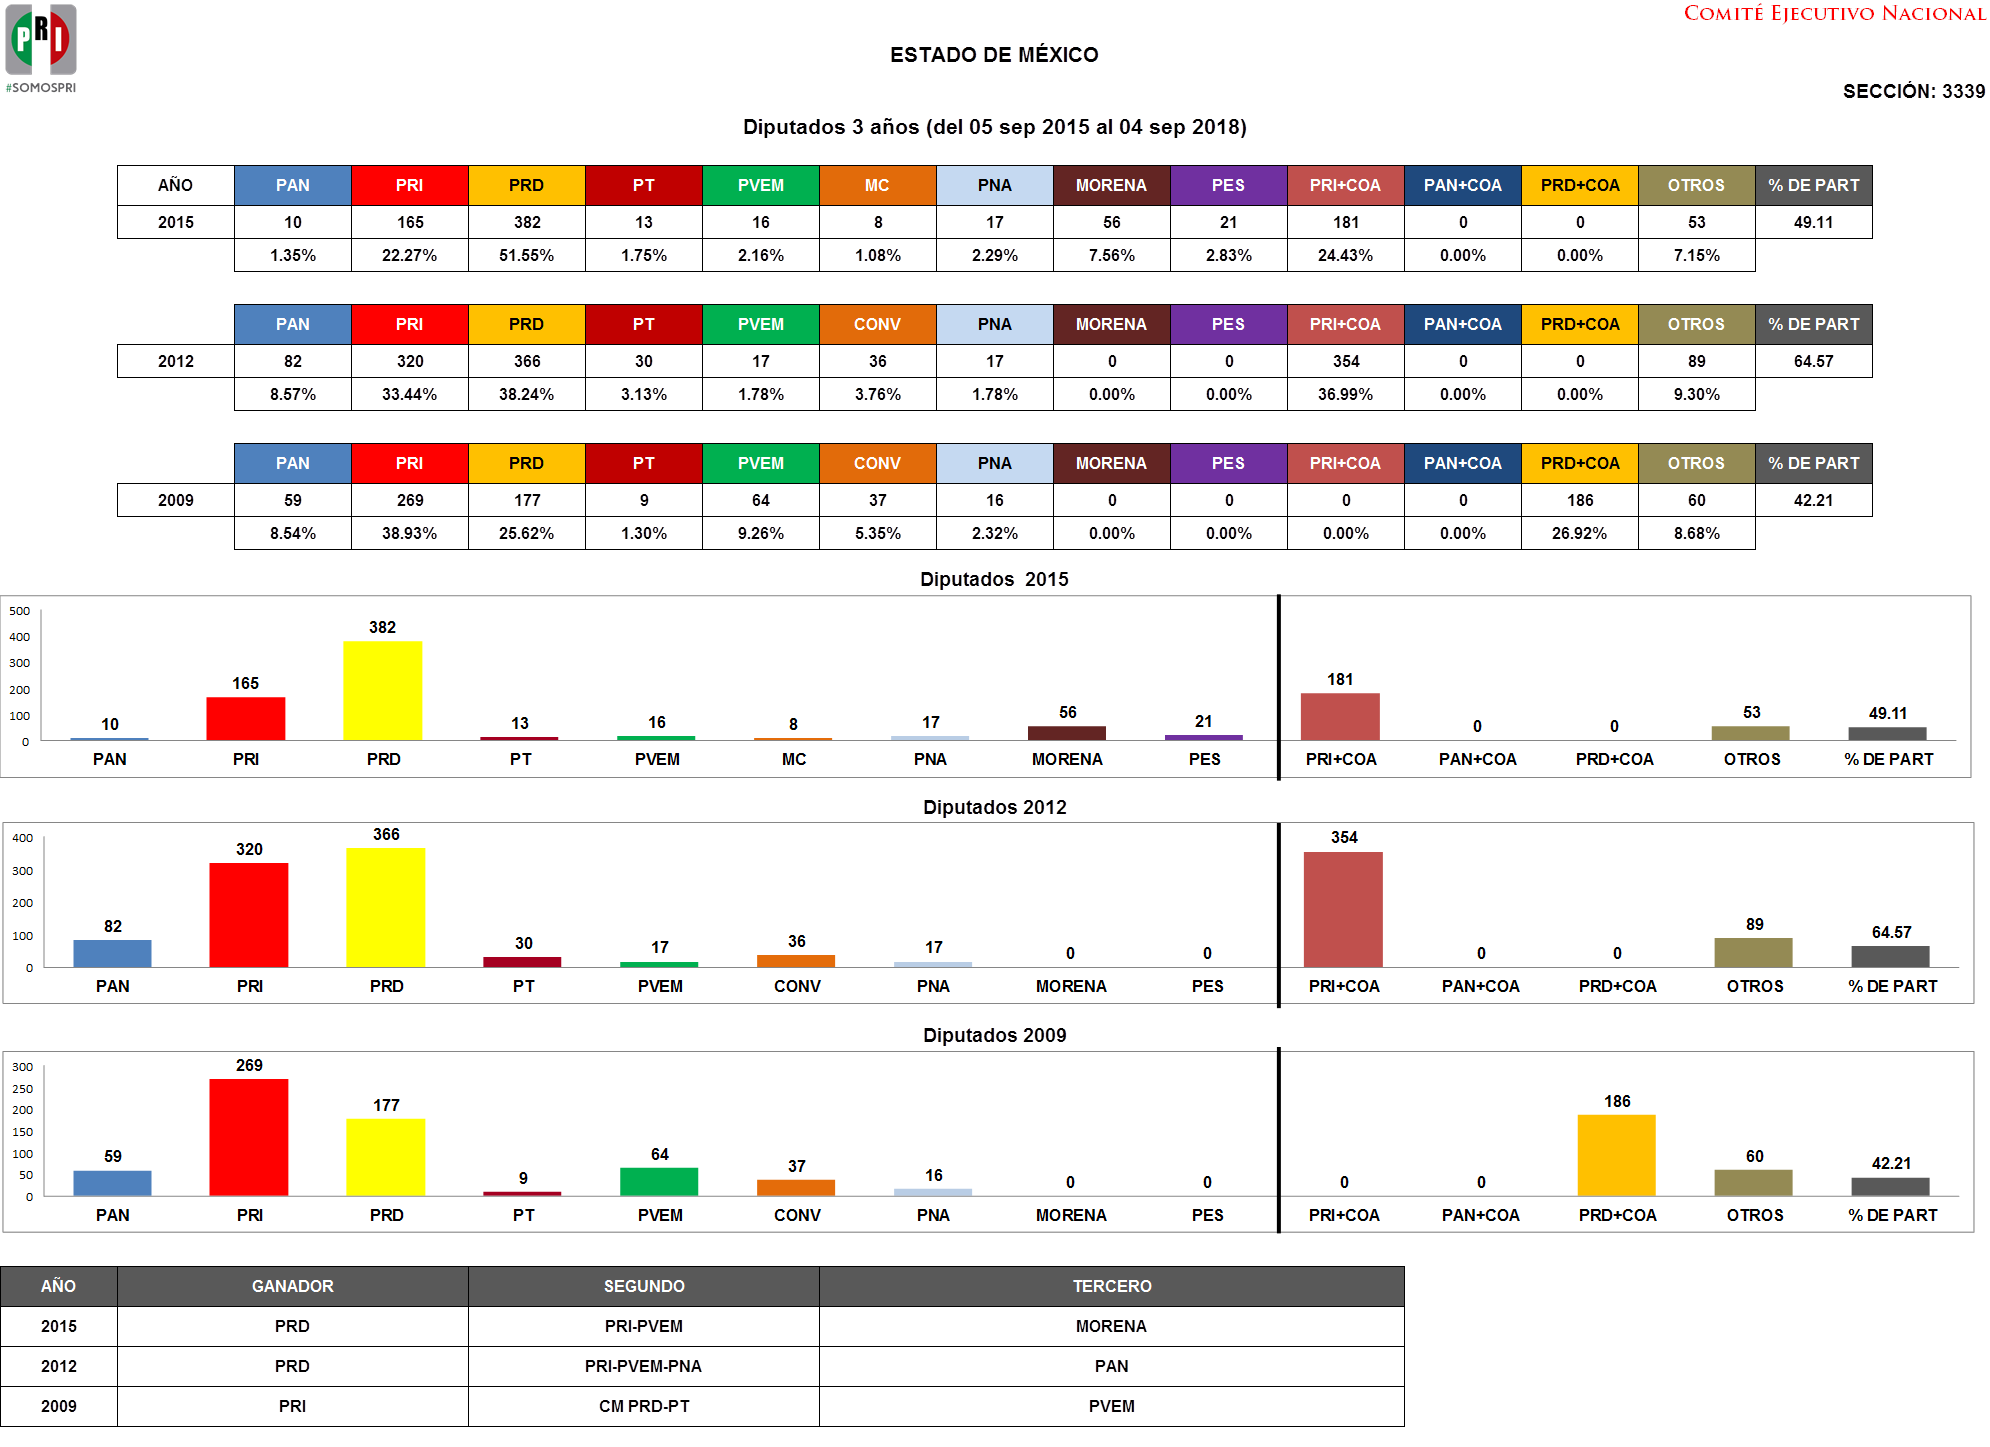 PRI
#SOMOSPRI
COMITÉ EJECUTIVO NACIONAL
ESTADO DE MÉXICO
SECCIÓN: 3339
Diputados 3 años (del 05 sep 2015 al 04 sep 2018)
AÑO PAN PRI PRD PT PVEM MC PNA MORENA PES PRI+COA PAN+COA PRD+COA OTROS % DE PART
2015 10 165 382 13 16 8 17 56 21 181 0 0 53 49.11
1.35% 22.27% 51.55% 1.75% 2.16% 1.08% 2.29% 7.56% 2.83% 24.43% 0.00% 0.00% 7.15%
PAN PRI PRD PT PVEM CONV PNA MORENA PES PRI+COA PAN+COA PRD+COA OTROS % DE PART
2012 82 320 366 30 17 36 17 0 0 354 0 0 89 64.57
8.57% 33.44% 38.24% 3.13% 1.78% 3.76% 1.78% 0.00% 0.00% 36.99% 0.00% 0.00% 9.30%
PAN PRI PRD PT PVEM CONV PNA MORENA PES PRI+COA PAN+COA PRD+COA OTROS % DE PART
2009 59 269 177 9 64 37 16 0 0 0 0 186 60 42.21
8.54% 38.93% 25.62% 1.30% 9.26% 5.35% 2.32% 0.00% 0.00% 0.00% 0.00% 26.92% 8.68%
Diputados 2015
500
400
300
200
100
0
10 165 382 13 16 8 17 56 21 181 0 0 53 49.11
PAN PRI PRD PT PVEM MC PNA MORENA PES PRI+COA PAN+COA PRD+COA OTROS % DE PART
Diputados 2012
400
300
200
100
0
82 320 366 30 17 36 17 0 0 354 0 0 89 64.57
PAN PRI PRD PT PVEM CONV PNA MORENA PES PRI+COA PAN+COA PRD+COA OTROS % DE PART
Diputados 2009
300
250
200
150
100
50
0
59 269 177 9 64 37 16 0 0 0 0 186 60 42.21
PAN PRI PRD PT PVEM CONV PNA MORENA PES PRI+COA PAN+COA PRD+COA OTROS % DE PART
AÑO GANADOR SEGUNDO TERCERO
2015 PRD PRI-PVEM MORENA
2012 PRD PRI-PVEM-PNA PAN
2009 PRI CM PRD-PT PVEM